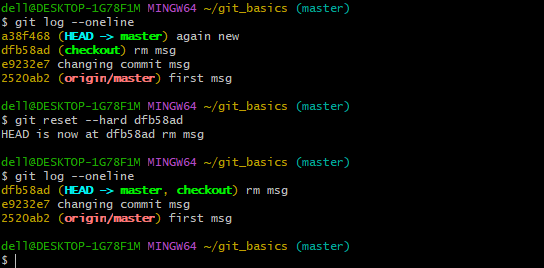 dell@DESKTOP-1G78F1M MINGW64 ~/git_basics (master)
$ git log --oneline
a38f468 (HEAD -> master) again new
dfb58ad (checkout) rm msg
e9232e7 changing commit msg
2520ab2 (origin/master) first msg
dell@DESKTOP-1G78F1M MINGW64 ~/git_basics (master)
$ git reset --hard dfb58ad
HEAD is now at dfb58ad rm msg
dell@DESKTOP-1G78F1M MINGW64 ~/git_basics (master)
$ git log --oneline
dfb58ad (HEAD -> master, checkout) rm msg
e9232e7 changing commit msg
2520ab2 (origin/master) first msg
dell@DESKTOP-1G78F1M MINGW64 ~/git_basics (master)
$